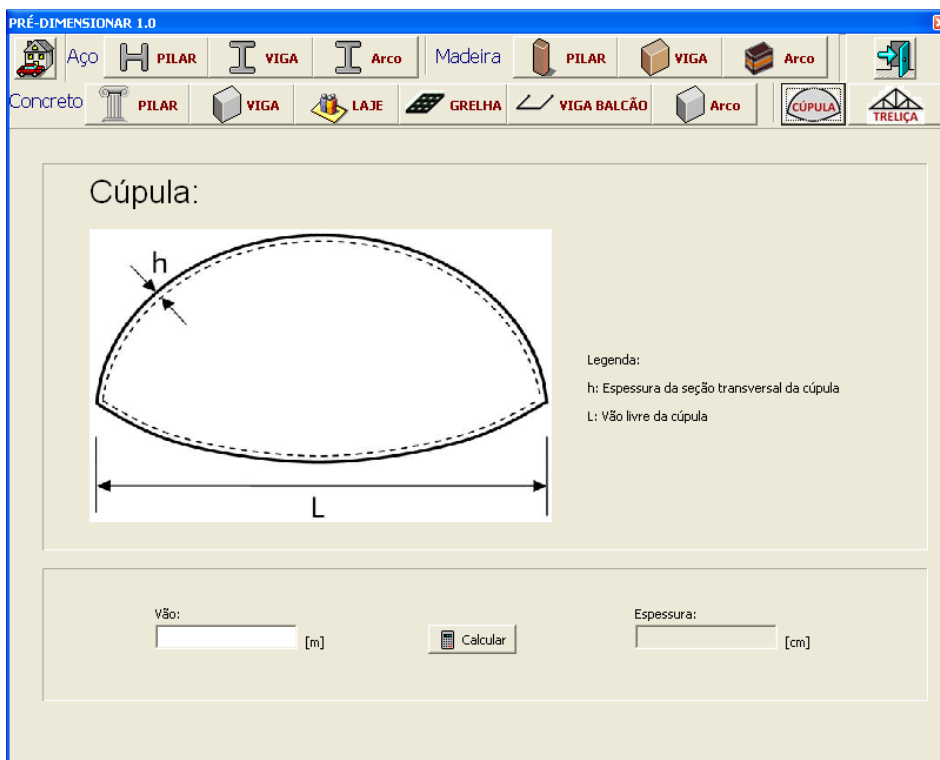 PRÉ-DIMENSIONAR 1.0
Aço PILAR VIGA Arco Madeira PILAR VIGA Arco
Concreto PILAR VIGA LAJE GRELHA VIGA BALCÃO Arco CÚPULA TRELIÇA
Cúpula:
h
L
Legenda:
h: Espessura da seção transversal da cúpula
L: Vão livre da cúpula
Vão: Espessura:
[m] Calcular [cm]